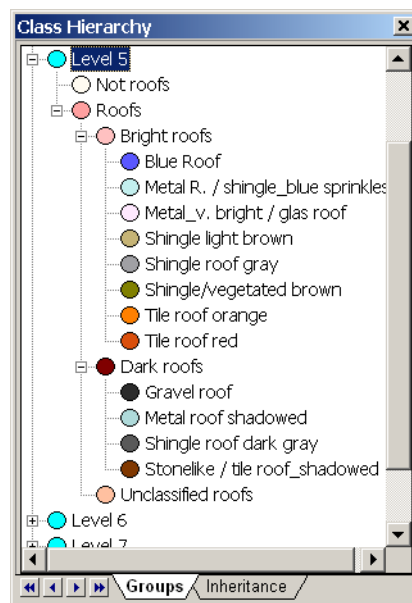 Class Hierarchy
Level 5
Not roofs
Roofs
Bright roofs
Blue Roof
Metal R. / shingle_blue sprinkles
Metal_v. bright / glas roof
Shingle light brown
Shingle roof gray
Shingle/vegetated brown
Tile roof orange
Tile roof red
Dark roofs
Gravel roof
Metal roof shadowed
Shingle roof dark gray
Stonelike / tile roof_shadowed
Unclassified roofs
Level 6
Level 7
Groups Inheritance